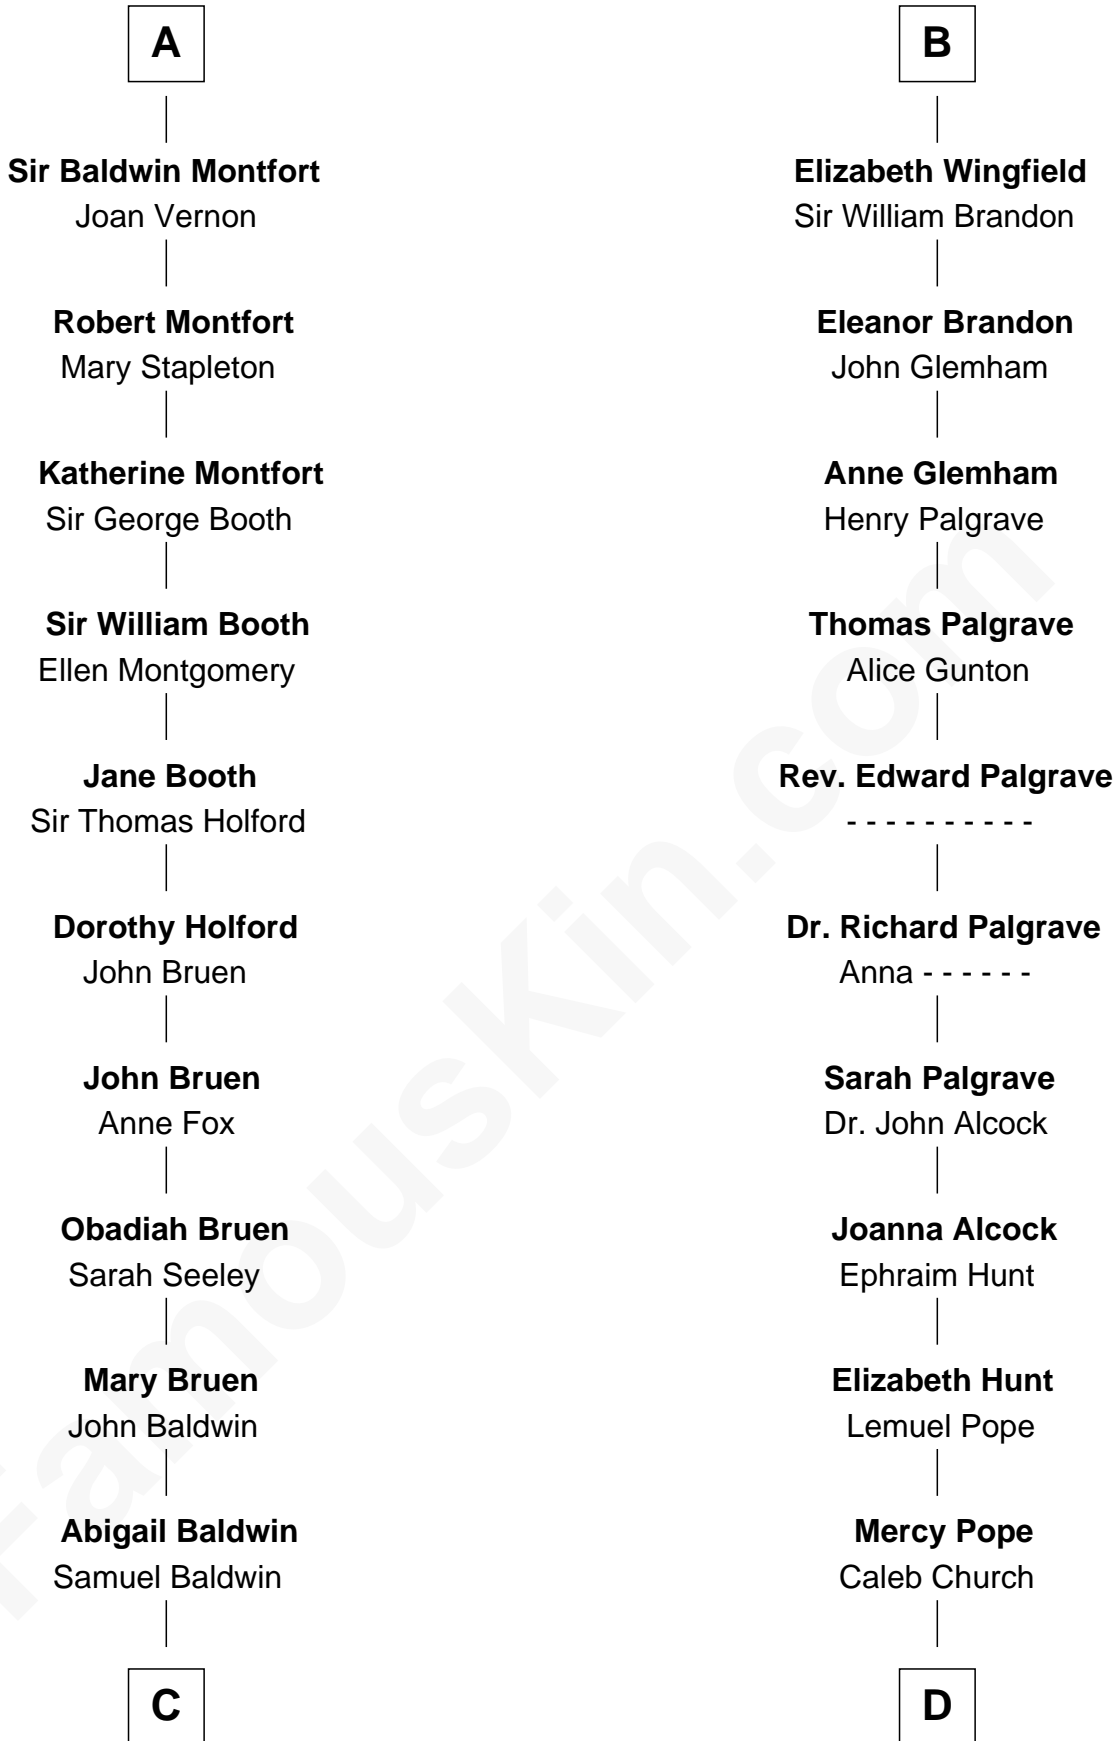 A
Sir Baldwin Montfort
Joan Vernon
Robert Montfort
Mary Stapleton
Katherine Montfort
Sir George Booth
Sir William Booth
Ellen Montgomery
Jane Booth
Sir Thomas Holford
Dorothy Holford
John Bruen
John Bruen
Anne Fox
Obadiah Bruen
Sarah Seeley
Mary Bruen
John Baldwin
Abigail Baldwin
Samuel Baldwin
C
B
Elizabeth Wingfield
Sir William Brandon
Eleanor Brandon
John Glemham
Anne Glemham
Henry Palgrave
Thomas Palgrave
Alice Gunton
Rev. Edward Palgrave
- - - - - - - - - -
Dr. Richard Palgrave
Anna - - - - - -
Sarah Palgrave
Dr. John Alcock
Joanna Alcock
Ephraim Hunt
Elizabeth Hunt
Lemuel Pope
Mercy Pope
Caleb Church
D
FamousKin.com